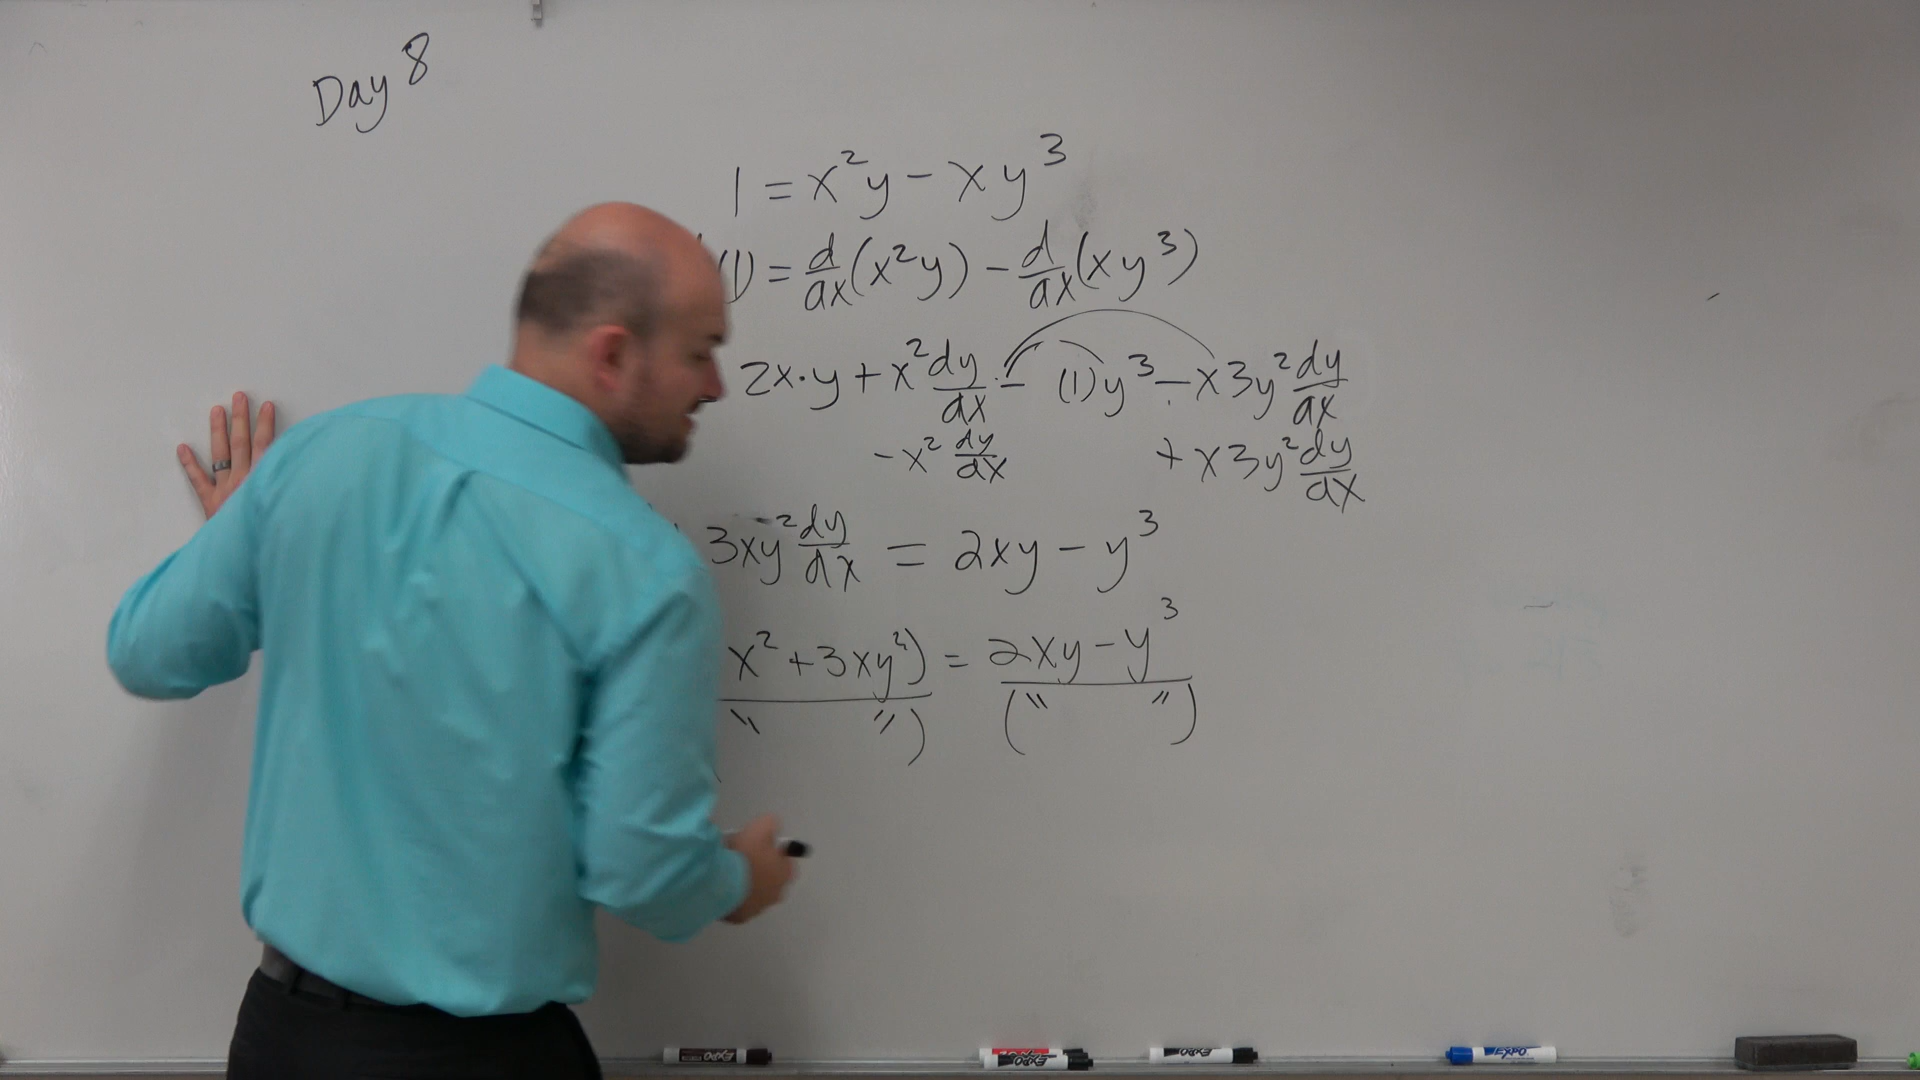 Day 8
1 = x²y - xy³
(1) = d/dx(x²y) - d/dx(xy³)
2x·y + x² dy/dx - (1)y³ - x3y² dy/dx
- x² dy/dx + x3y² dy/dx
3xy² dy/dx = 2xy - y³
x² + 3xy²) = 2xy - y³
" ") (" ")
EXPO EXPO EXPO EXPO